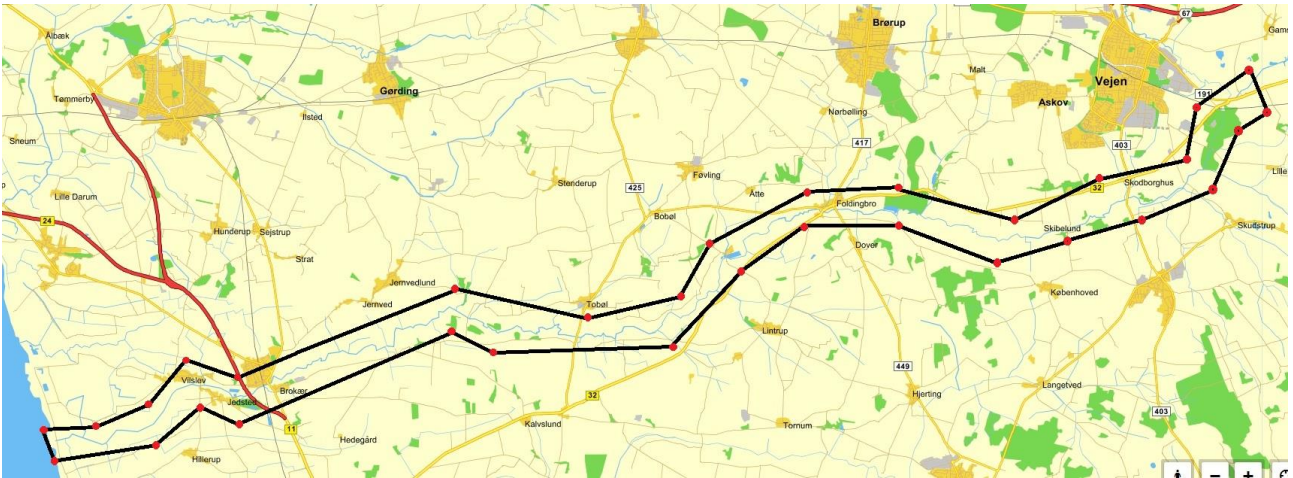 67
Gams
Albæk
Brørup
Malt
Vejen
Gørding
Tømmerby
Askov
191
Ilsted
Nørbølling
Sneum
417
403
Føvling
Lille
Stenderup
Skodborghus
425
Åtte
32
Lille Darum
Foldingbro
24
Bobøl
Hunderup
Sejstrup
Skibelund
Skudstrup
Dover
Strat
Jernvedlund
Københoved
Jernved
Tobøl
Lintrup
449
Vilslev
Brokær
Langetved
Jedsted
32
Hjerting
403
Kalvslund
Tornum
11
Hedegård
Hillerup